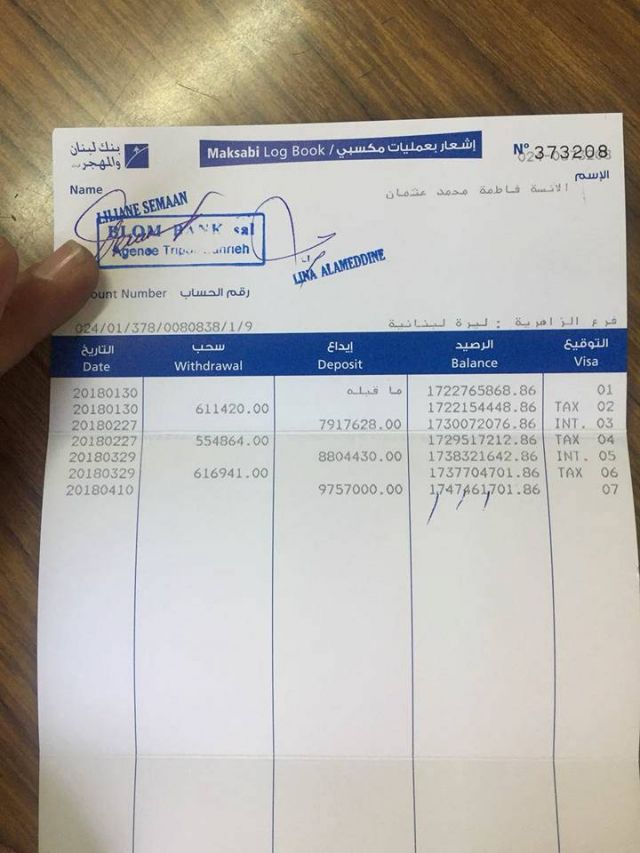 بنك لبنان
والمهجر
Maksabi Log Book / إشعار بعمليات مكسبي
N° 373208
Name
الإسم
الانسة فاطمة محمد عثمان
LILIANE SEMAAN
BLOM BANK sal
Agence
LINA ALAMEDDINE
ount Number رقم الحساب
024/01/378/0080838/1/9
فرع الزاهرية : ليرة لبنانية
التاريخ سحب إيداع الرصيد التوقيع
Date Withdrawal Deposit Balance Visa
20180130 ما قبله 1722765868.86 01
20180130 611420.00 1722154448.86 TAX 02
20180227 7917628.00 1730072076.86 INT. 03
20180227 554864.00 1729517212.86 TAX 04
20180329 8804430.00 1738321642.86 INT. 05
20180329 616941.00 1737704701.86 TAX 06
20180410 9757000.00 1747461701.86 07